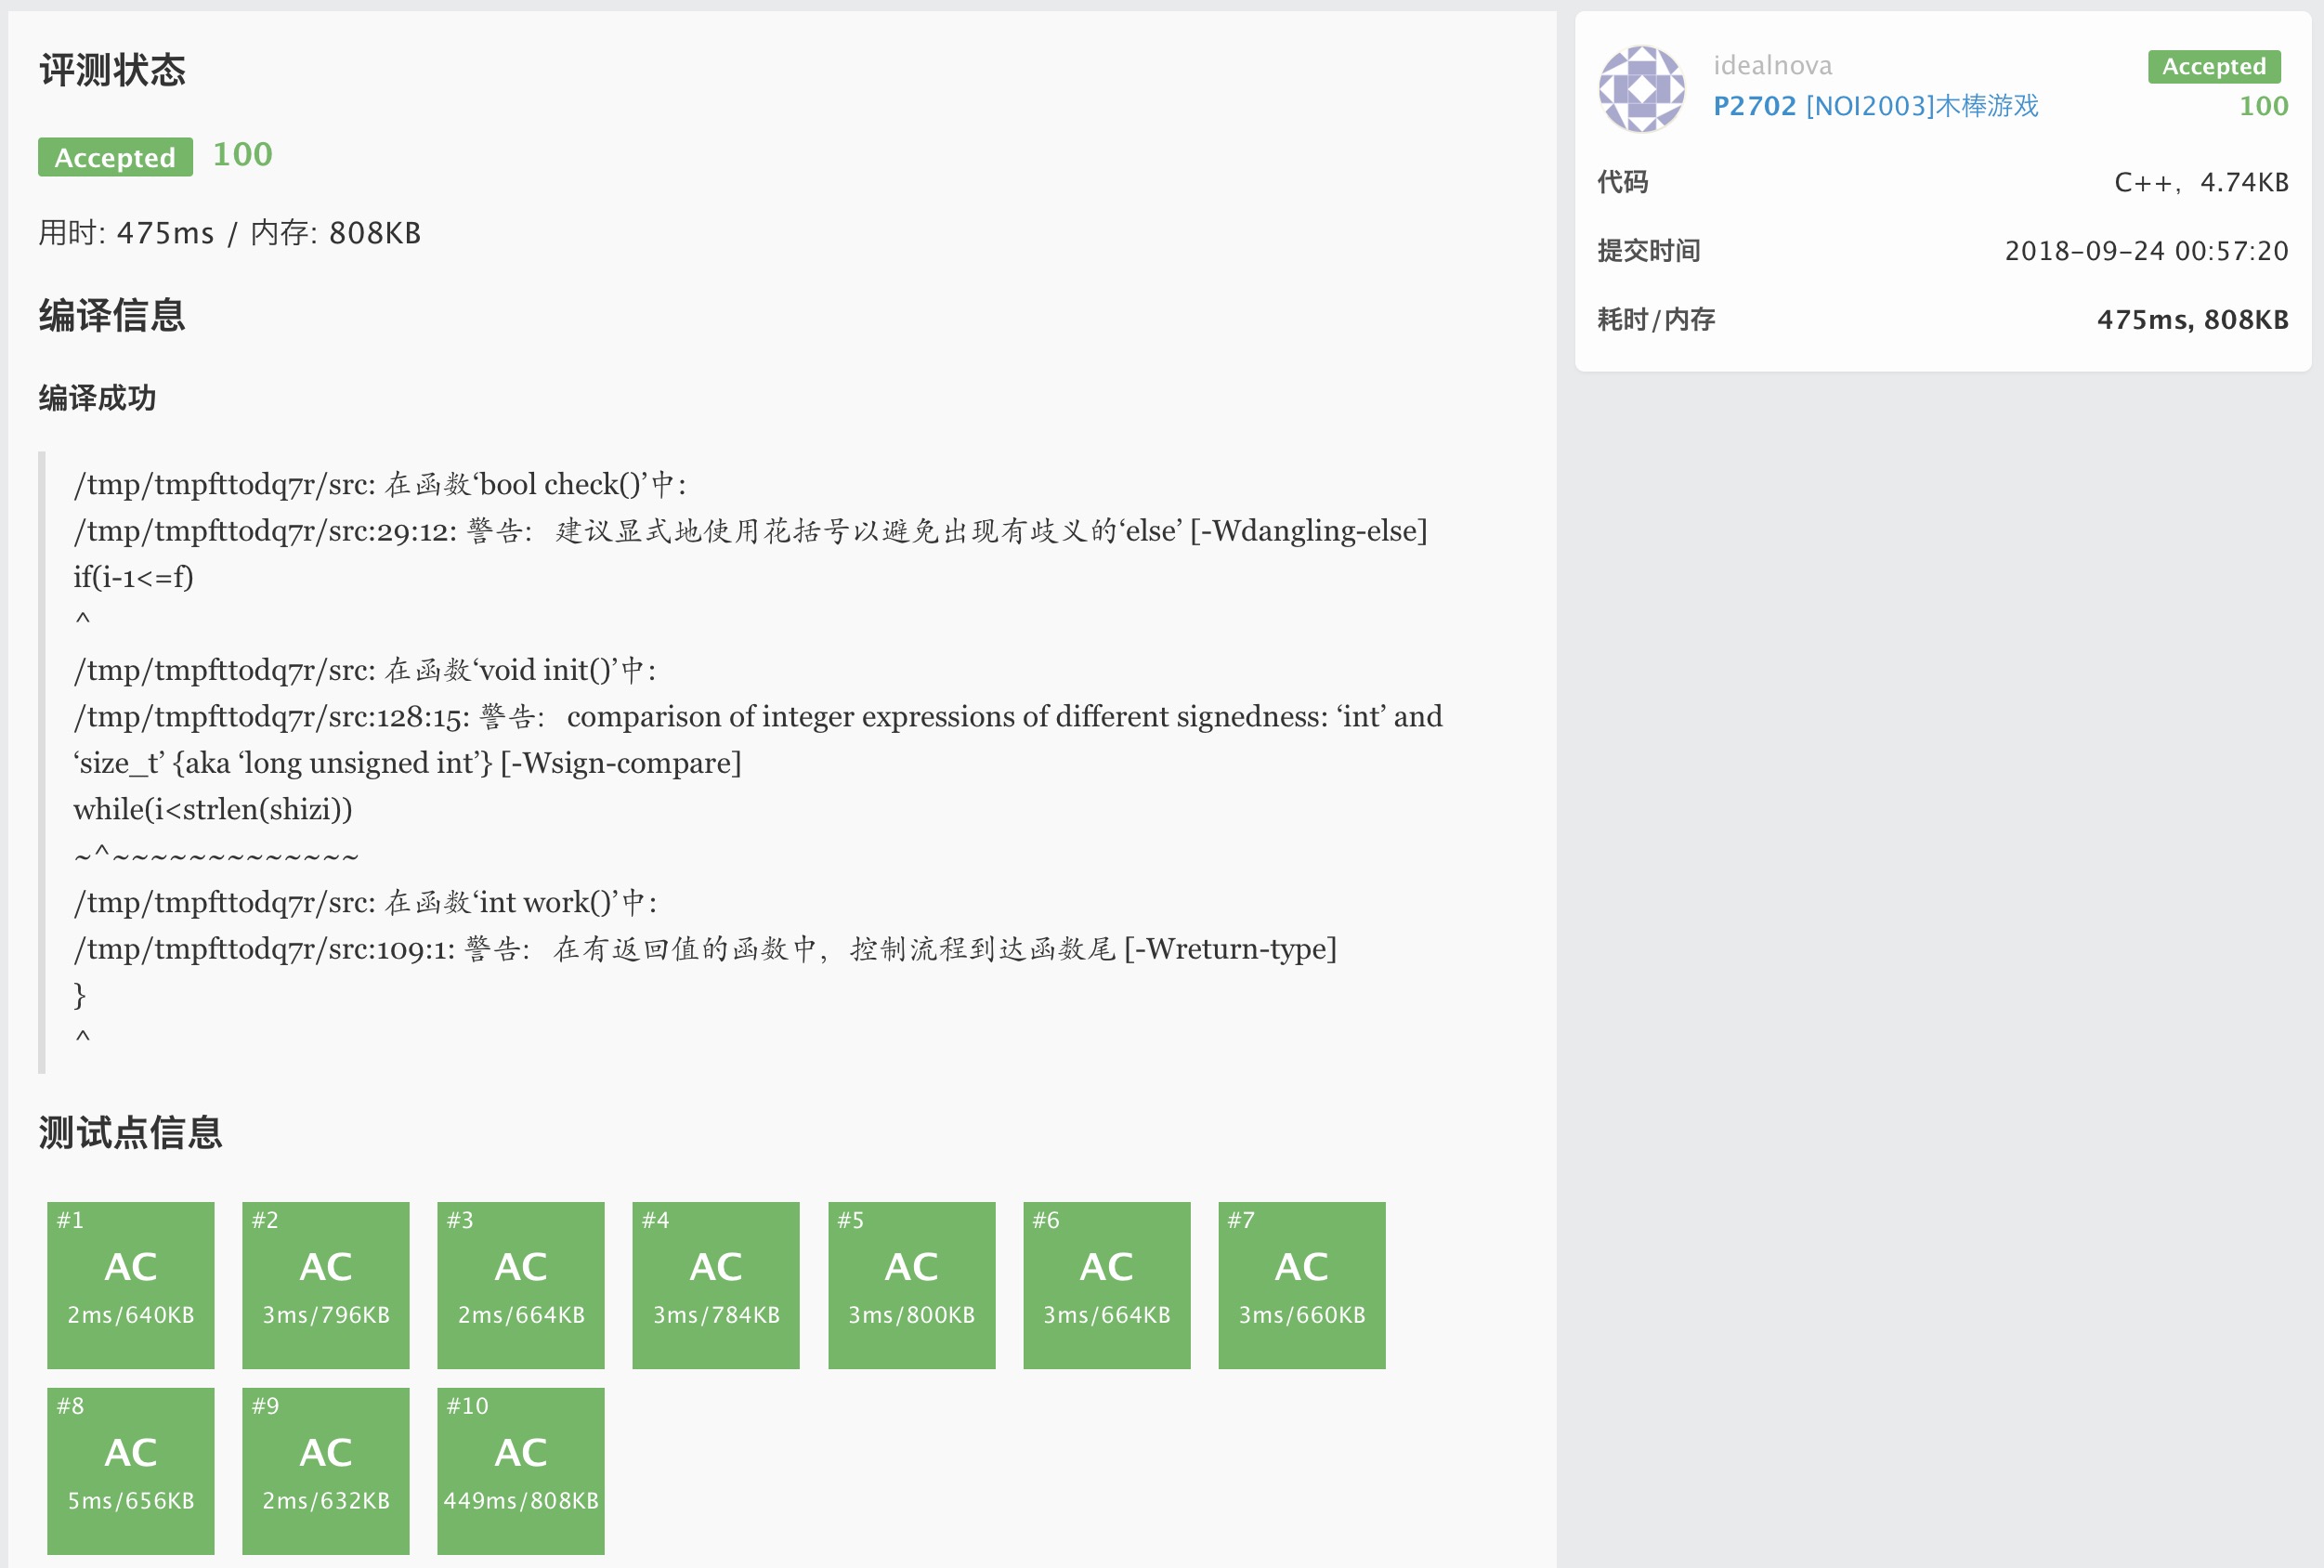 评测状态
Accepted 100
用时: 475ms / 内存: 808KB
编译信息
编译成功
/tmp/tmpfttodq7r/src: 在函数‘bool check()’中:
/tmp/tmpfttodq7r/src:29:12: 警告： 建议显式地使用花括号以避免出现有歧义的‘else’ [-Wdangling-else]
if(i-1<=f)
^
/tmp/tmpfttodq7r/src: 在函数‘void init()’中:
/tmp/tmpfttodq7r/src:128:15: 警告： comparison of integer expressions of different signedness: ‘int’ and
‘size_t’ {aka ‘long unsigned int’} [-Wsign-compare]
while(i<strlen(shizi))
~^~~~~~~~~~~~~~
/tmp/tmpfttodq7r/src: 在函数‘int work()’中:
/tmp/tmpfttodq7r/src:109:1: 警告： 在有返回值的函数中，控制流程到达函数尾 [-Wreturn-type]
}
^
测试点信息
#1 AC 2ms/640KB
#2 AC 3ms/796KB
#3 AC 2ms/664KB
#4 AC 3ms/784KB
#5 AC 3ms/800KB
#6 AC 3ms/664KB
#7 AC 3ms/660KB
#8 AC 5ms/656KB
#9 AC 2ms/632KB
#10 AC 449ms/808KB
idealnova Accepted
P2702 [NOI2003]木棒游戏 100
代码 C++，4.74KB
提交时间 2018-09-24 00:57:20
耗时/内存 475ms, 808KB